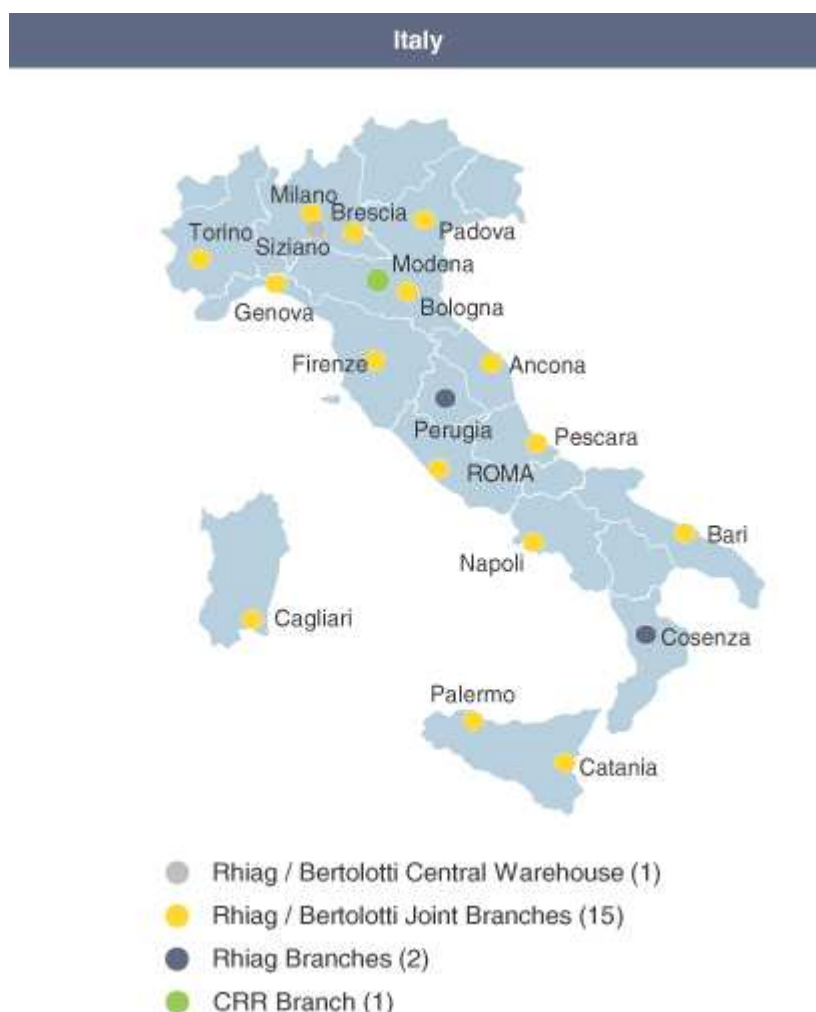 Italy
Milano
Brescia
Torino
Siziano
Padova
Modena
Genova
Bologna
Firenze
Ancona
Perugia
Pescara
ROMA
Napoli
Bari
Cagliari
Cosenza
Palermo
Catania
Rhiag / Bertolotti Central Warehouse (1)
Rhiag / Bertolotti Joint Branches (15)
Rhiag Branches (2)
CRR Branch (1)